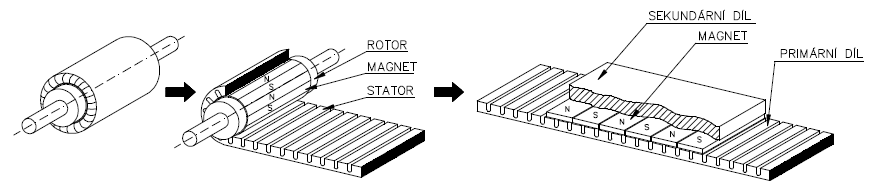 ROTOR
MAGNET
STATOR
N
S
N
S
SEKUNDÁRNÍ DÍL
MAGNET
PRIMÁRNÍ DÍL
N
S
N
S
N
S